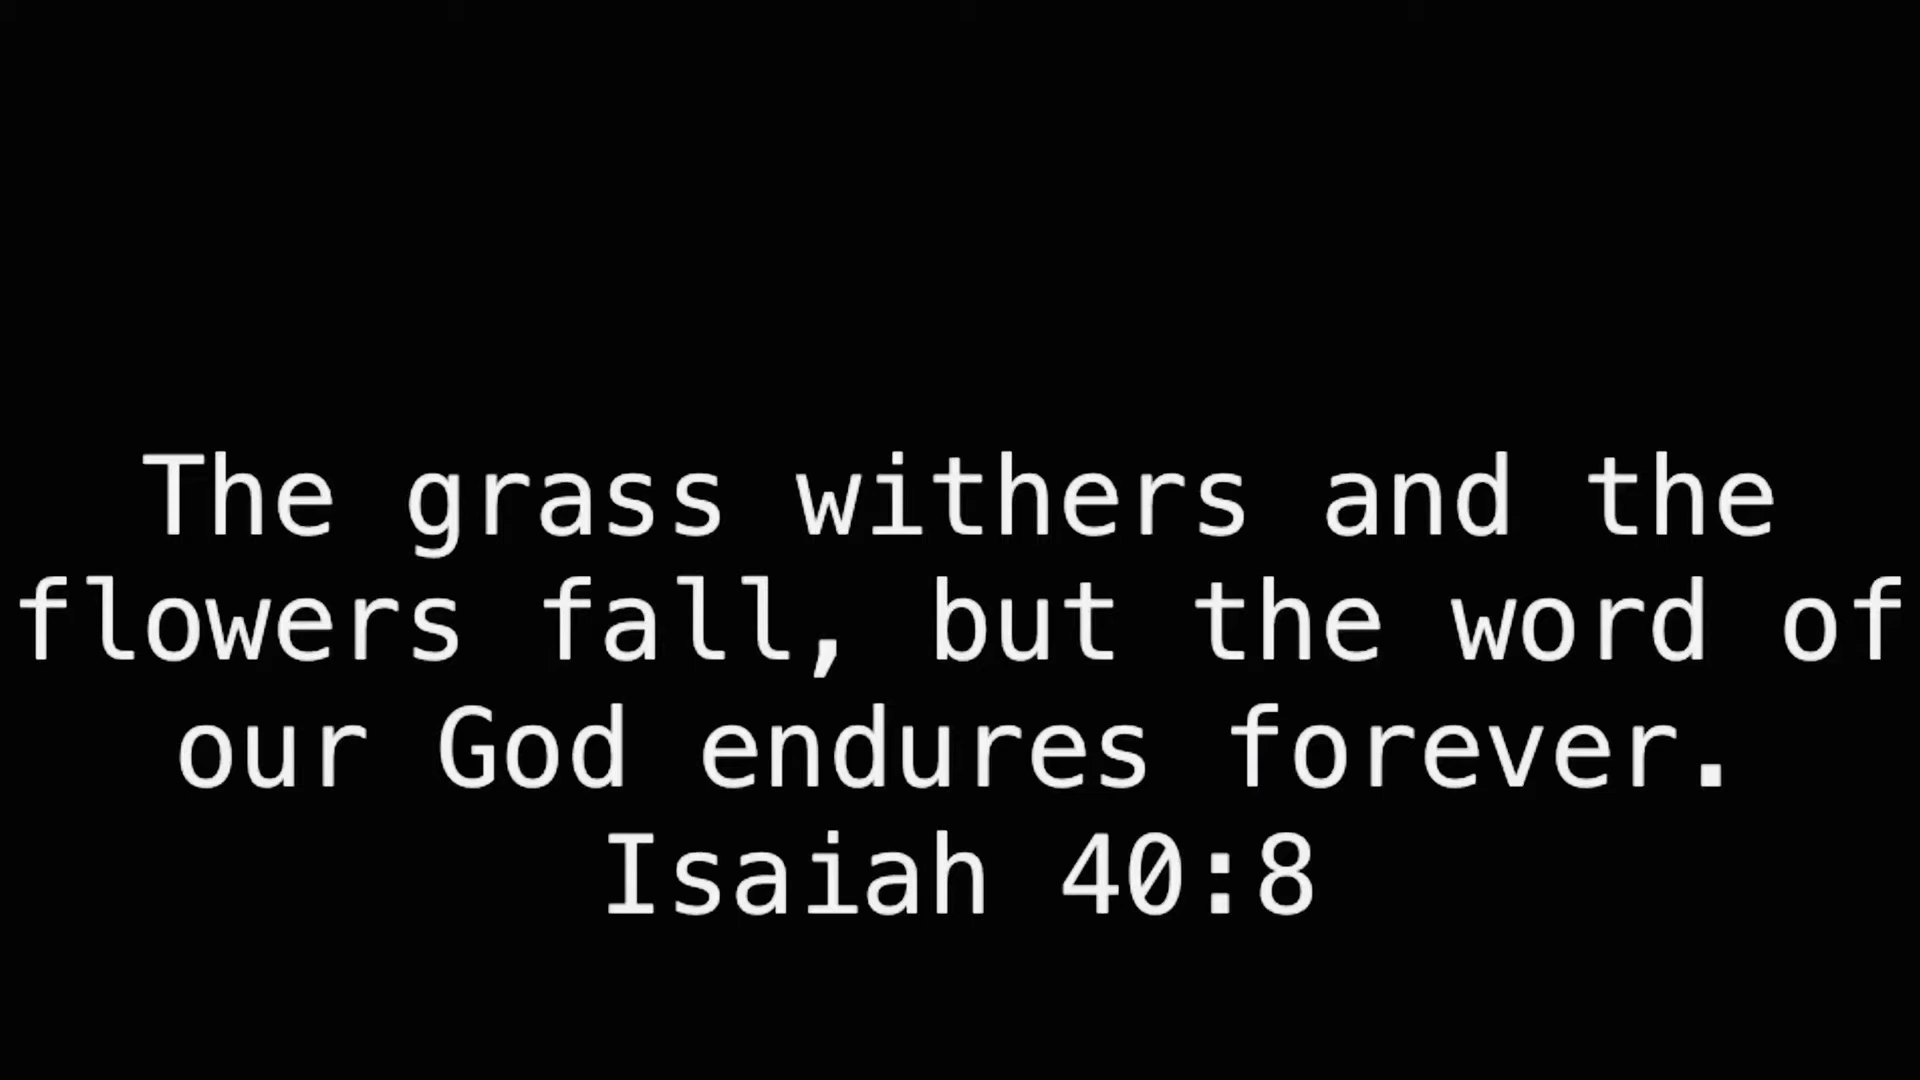 The grass withers and the
flowers fall, but the word of
our God endures forever.
Isaiah 40:8